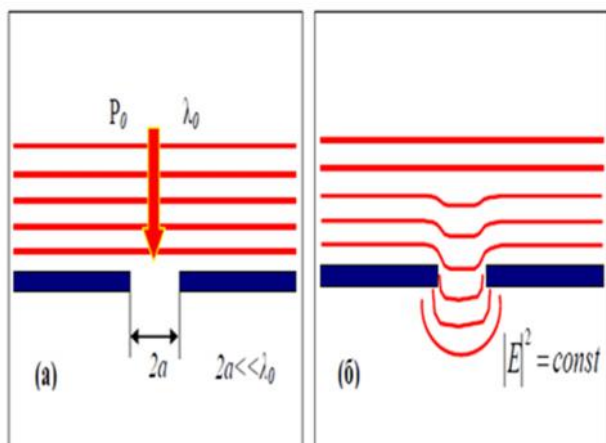 P₀ λ₀
2a
(а) 2a<<λ₀
|E|²=const
(б)